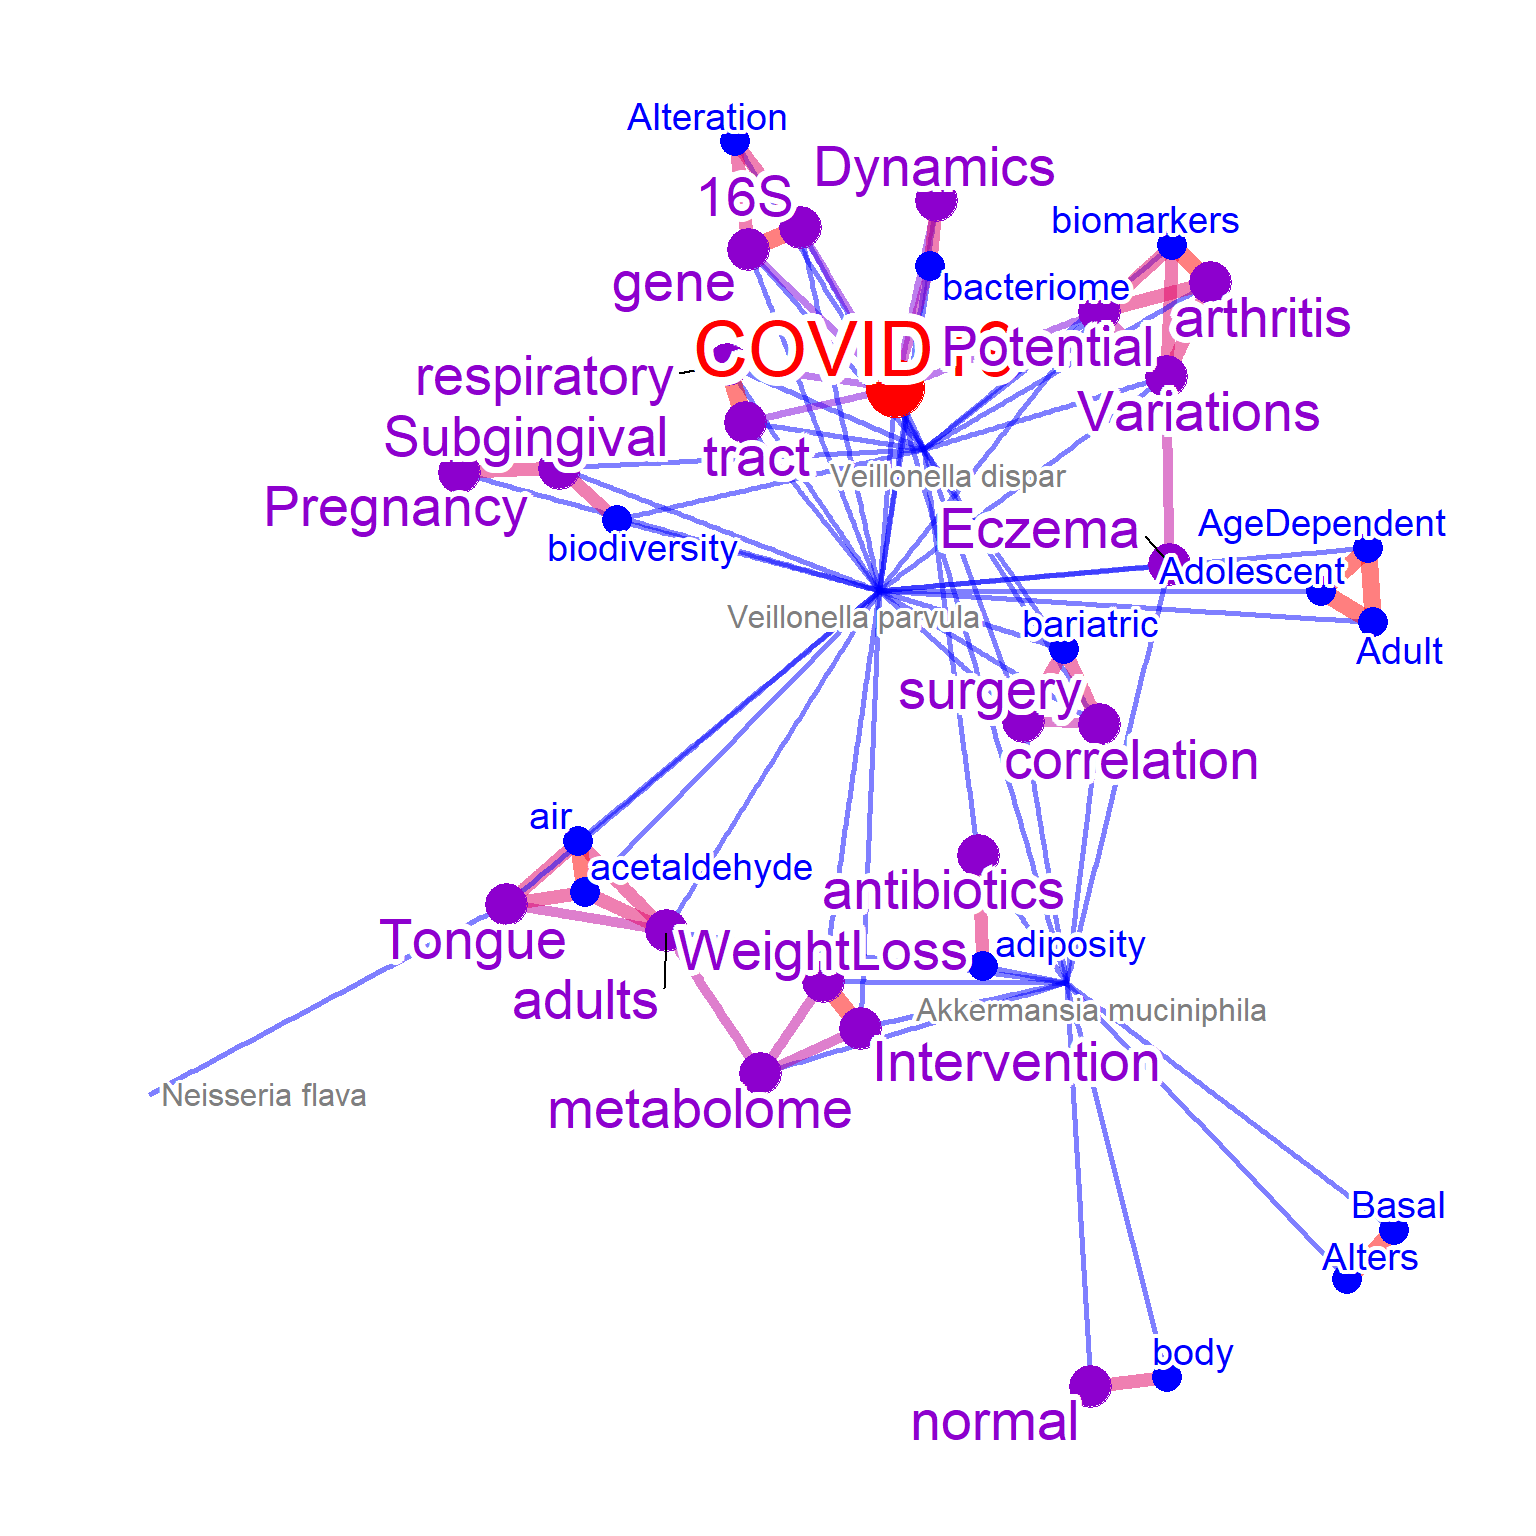 Alteration
Dynamics
16S
biomarkers
gene
bacteriome
arthritis
COVID
Potential
respiratory
Variations
Subgingival
tract
Veillonella dispar
Pregnancy
Eczema
AgeDependent
biodiversity
Adolescent
Veillonella parvula
bariatric
Adult
surgery
correlation
air
acetaldehyde
antibiotics
Tongue
WeightLoss
adiposity
adults
Akkermansia muciniphila
Intervention
Neisseria flava
metabolome
Basal
Alters
body
normal